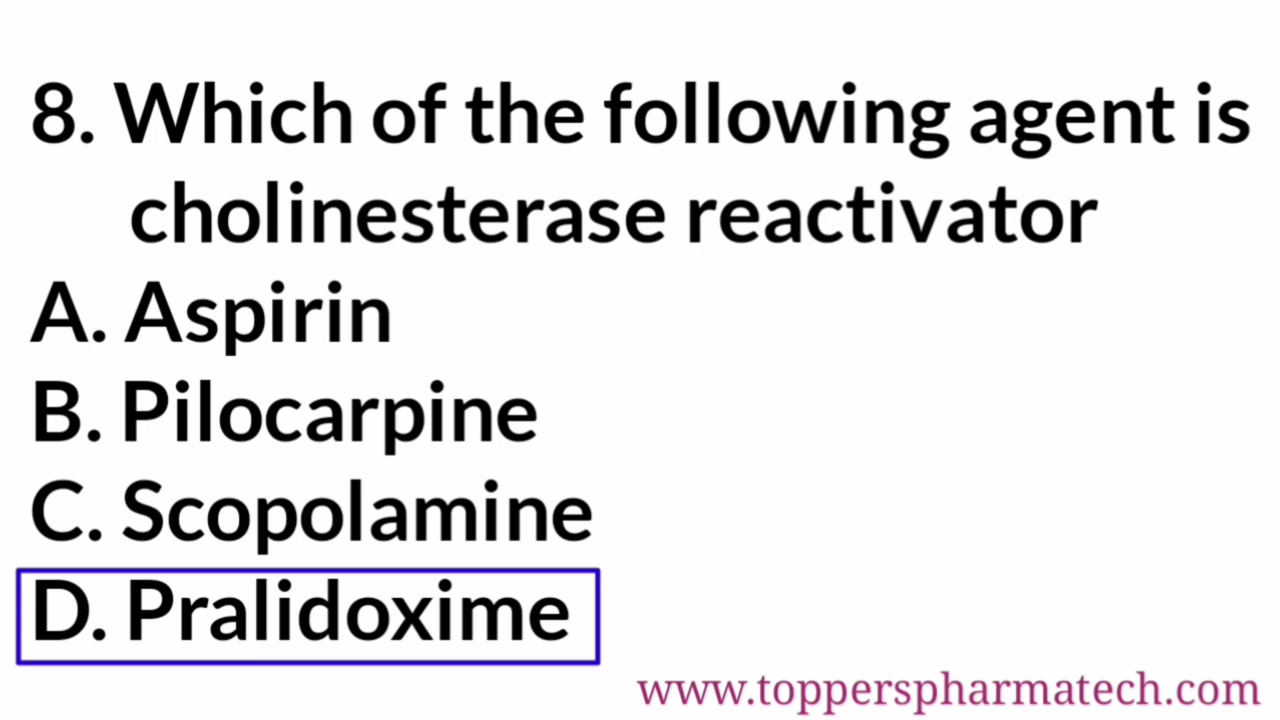 8. Which of the following agent is
cholinesterase reactivator
A. Aspirin
B. Pilocarpine
C. Scopolamine
D. Pralidoxime
www.topperspharmatech.com